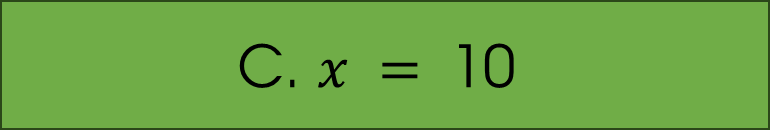 C. x = 10